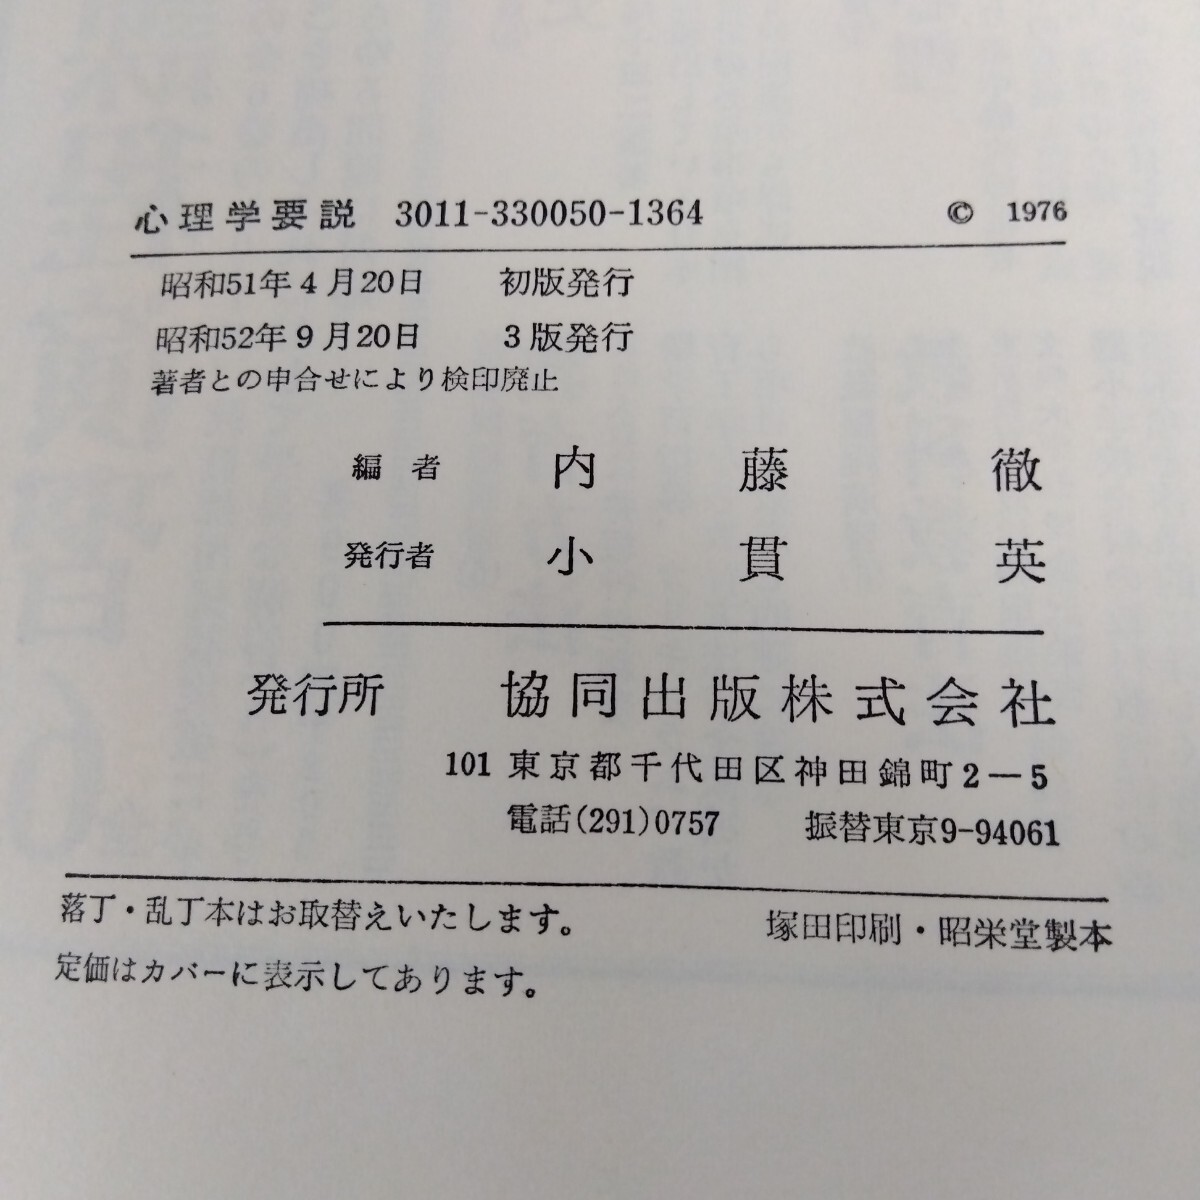 心理学要説 3011-330050-1364 © 1976
昭和51年4月20日 初版発行
昭和52年9月20日 3版発行
著者との申合せにより検印廃止
編者 内藤徹
発行者 小貫英
発行所 協同出版株式会社
101 東京都千代田区神田錦町2—5
電話(291)0757 振替東京9-94061
落丁・乱丁本はお取替えいたします。 塚田印刷・昭栄堂製本
定価はカバーに表示してあります。